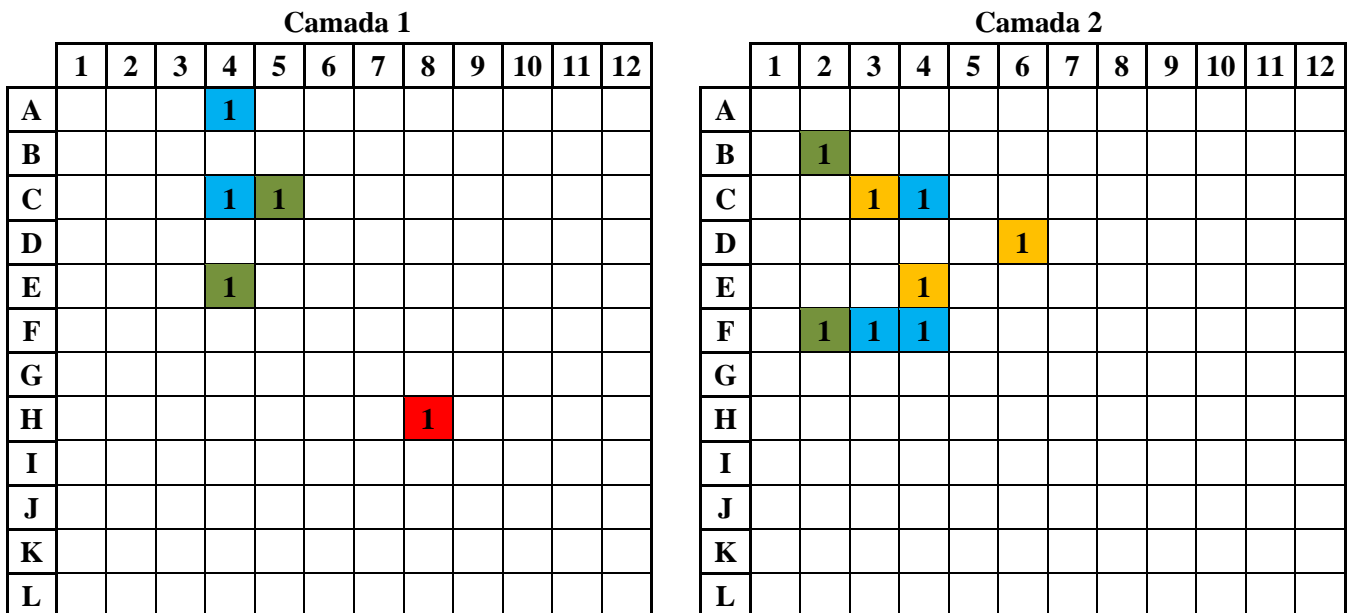 Camada 1 Camada 2
1 2 3 4 5 6 7 8 9 10 11 12 1 2 3 4 5 6 7 8 9 10 11 12
A 1 A
B B 1
C 1 1 C 1 1
D D 1
E 1 E 1
F F 1 1 1
G G
H 1 H
I I
J J
K K
L L